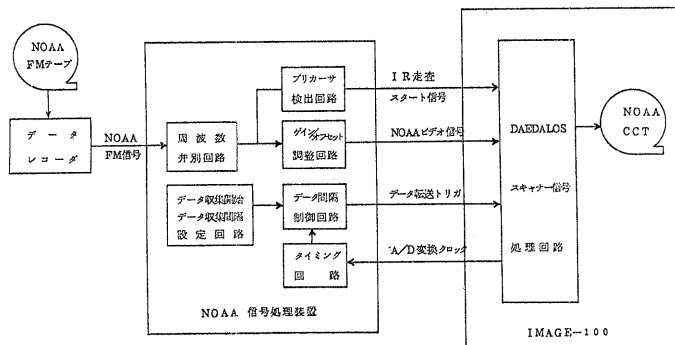 NOAA
FMテープ
データ
レコーダ
NOAA
FM信号
周波数
弁別回路
プリカーサ
検出回路
ゲイン/オフセット
調整回路
データ収集開始
データ収集間隔
設定回路
データ間隔
制御回路
タイミング
回路
NOAA 信号処理装置
IR走査
スタート信号
NOAAビデオ信号
データ転送トリガ
A/D変換クロック
DAEDALOS
スキャナー信号
処理回路
NOAA
CCT
IMAGE-100